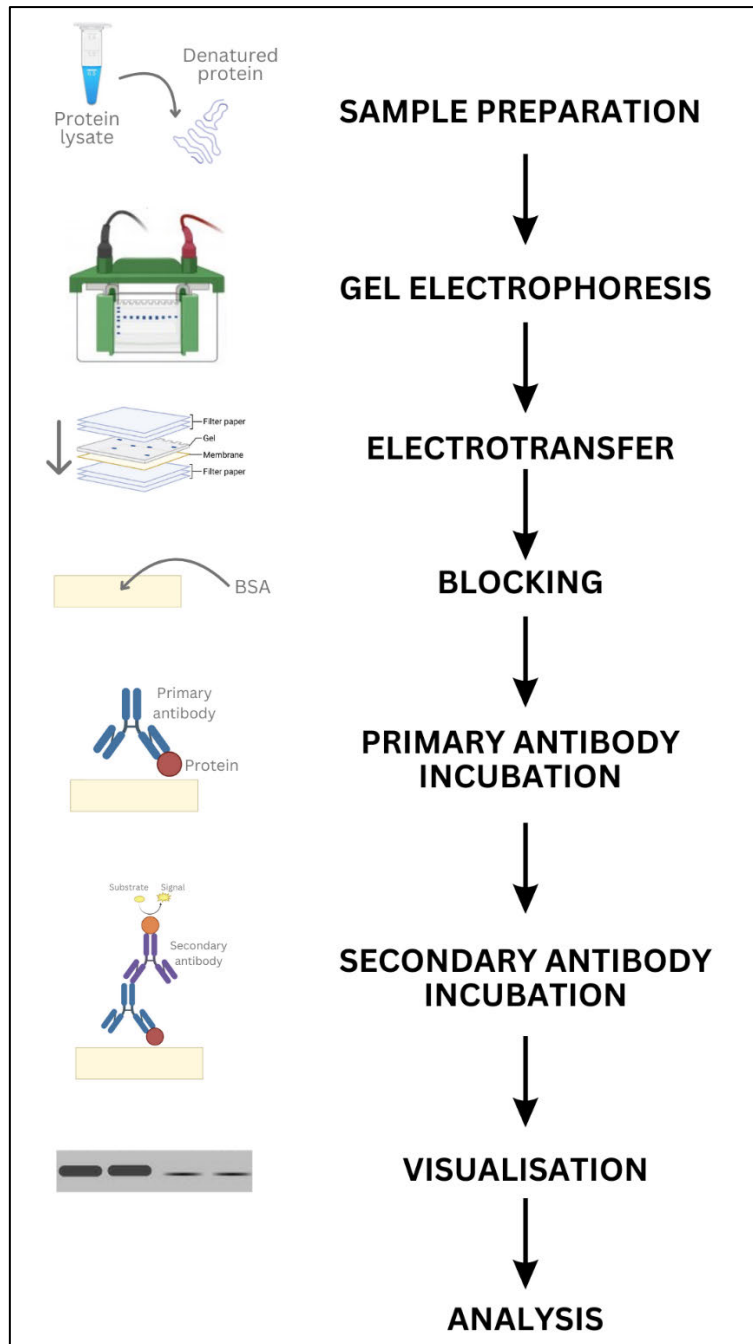 Denatured
protein
Protein
lysate
SAMPLE PREPARATION
GEL ELECTROPHORESIS
Filter paper
Gel
Membrane
Filter paper
ELECTROTRANSFER
BSA
BLOCKING
Primary
antibody
Protein
PRIMARY ANTIBODY
INCUBATION
Substrate Signal
Secondary
antibody
SECONDARY ANTIBODY
INCUBATION
VISUALISATION
ANALYSIS